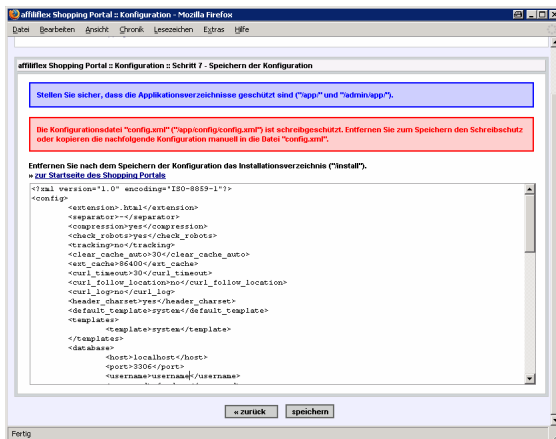 affiliflex Shopping Portal :: Konfiguration - Mozilla Firefox
Datei Bearbeiten Ansicht Chronik Lesezeichen Extras Hilfe
affiliflex Shopping Portal :: Konfiguration :: Schritt 7 - Speichern der Konfiguration
Stellen Sie sicher, dass die Applikationsverzeichnisse geschützt sind ("/app/" und "/admin/app/").
Die Konfigurationsdatei "config.xml" ("/app/config/config.xml") ist schreibgeschützt. Entfernen Sie zum Speichern den Schreibschutz
oder kopieren die nachfolgende Konfiguration manuell in die Datei "config.xml".
Entfernen Sie nach dem Speichern der Konfiguration das Installationsverzeichnis ("/install").
» zur Startseite des Shopping Portals
<?xml version="1.0" encoding="ISO-8859-1"?>
<config>
<extension>.html</extension>
<separator>-</separator>
<compression>yes</compression>
<check_robots>yes</check_robots>
<tracking>no</tracking>
<clear_cache_auto>30</clear_cache_auto>
<ext_cache>86400</ext_cache>
<curl_timeout>30</curl_timeout>
<curl_follow_location>no</curl_follow_location>
<curl_log>no</curl_log>
<header_charset>yes</header_charset>
<default_template>system</default_template>
<templates>
<template>system</template>
</templates>
<database>
<host>localhost</host>
<port>3306</port>
<username>username</username>
« zurück speichern
Fertig